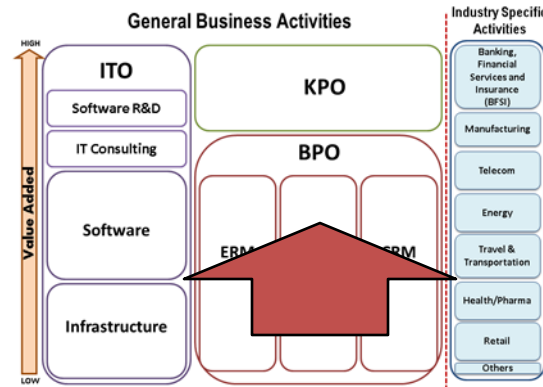 General Business Activities
Industry Specific
Activities
HIGH
Value Added
LOW
ITO
Software R&D
IT Consulting
Software
Infrastructure
KPO
BPO
ERM
Banking,
Financial
Services and
Insurance
(BFSI)
Manufacturing
Telecom
Energy
Travel &
Transportation
Health/Pharma
Retail
Others